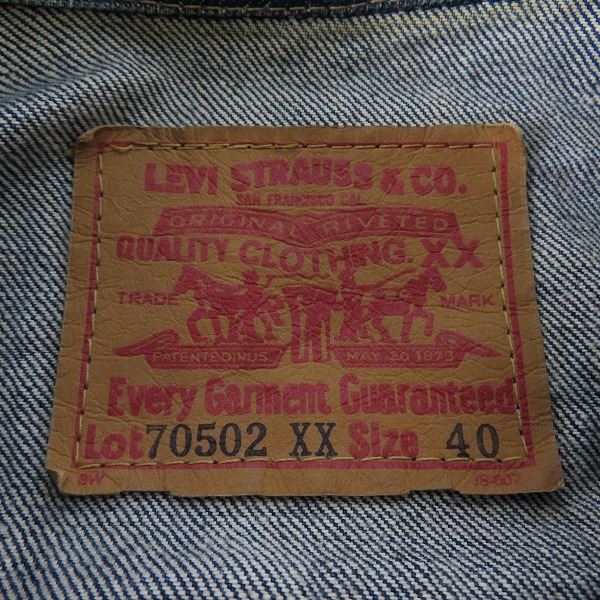 LEVI STRAUSS & CO.
SAN FRANCISCO CAL.
ORIGINAL RIVETED
QUALITY CLOTHING. XX
TRADE MARK
PATENTED IN U.S. MAY 20 1873
Every Garment Guaranteed
Lot 70502 XX Size 40